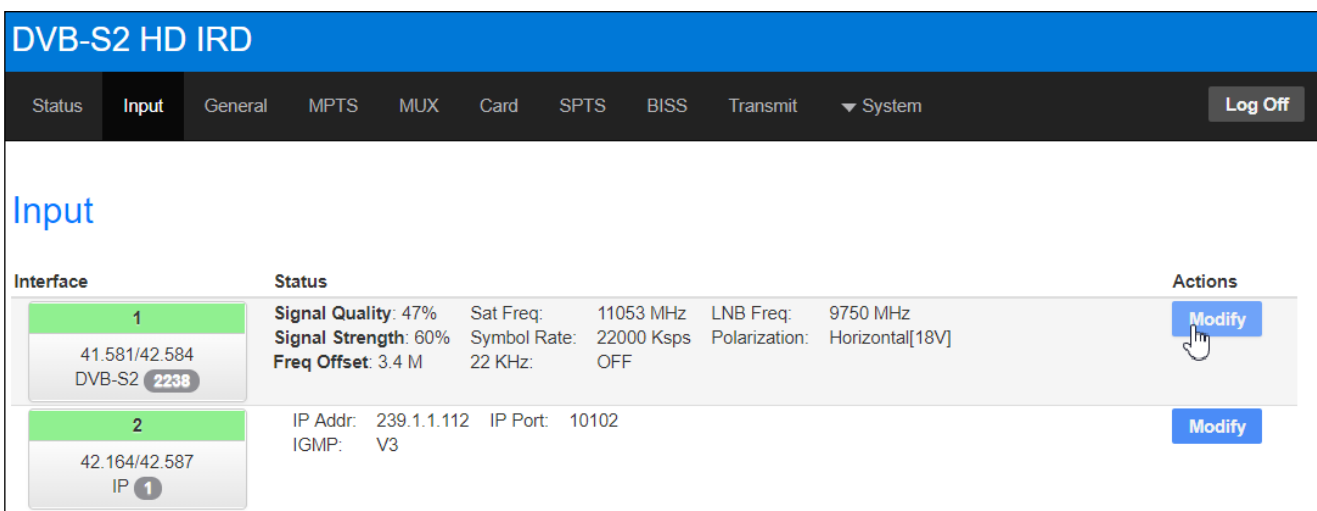 DVB-S2 HD IRD
Status Input General MPTS MUX Card SPTS BISS Transmit System Log Off
Input
Interface Status Actions
1
41.581/42.584
DVB-S2 2238
Signal Quality: 47% Sat Freq: 11053 MHz LNB Freq: 9750 MHz
Signal Strength: 60% Symbol Rate: 22000 Ksps Polarization: Horizontal[18V]
Freq Offset: 3.4 M 22 KHz: OFF
Modify
2
42.164/42.587
IP 1
IP Addr: 239.1.1.112 IP Port: 10102
IGMP: V3
Modify